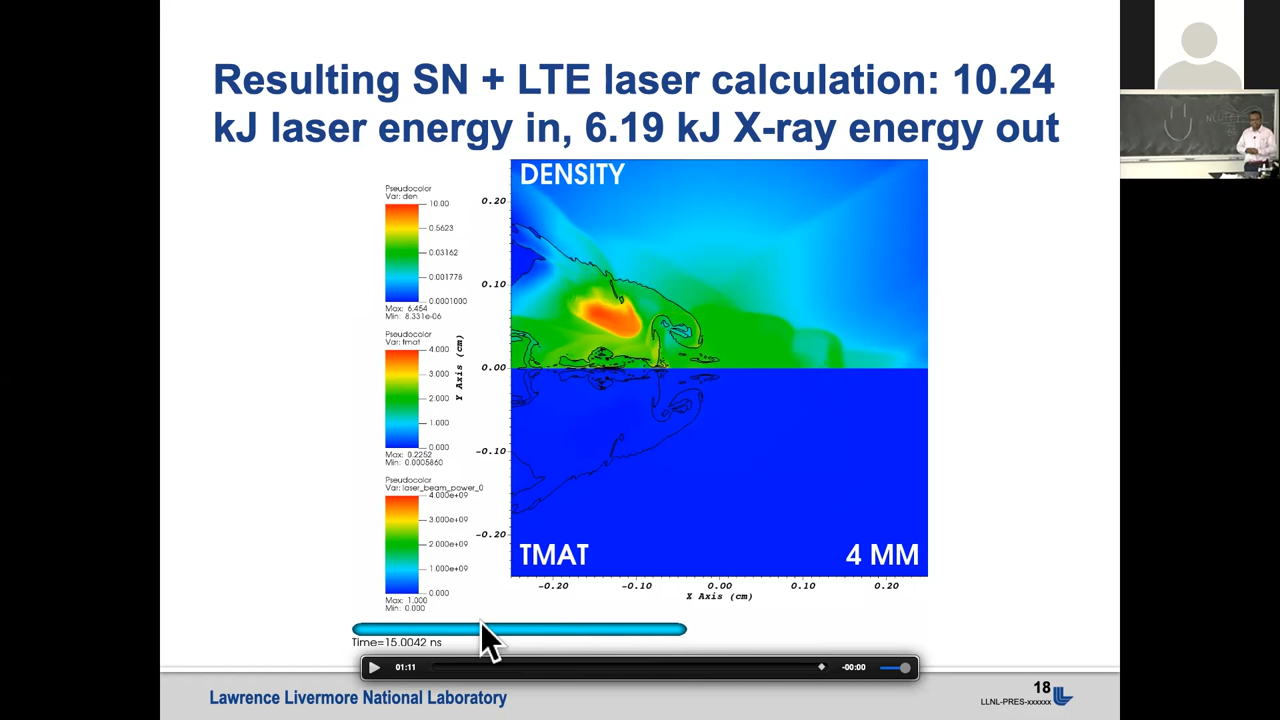 Resulting SN + LTE laser calculation: 10.24
kJ laser energy in, 6.19 kJ X-ray energy out
DENSITY
TMAT
4 MM
Pseudocolor
Var: den
10.00
0.5623
0.03162
0.001778
0.0001000
Max: 6.454
Min: 8.331e-06
Pseudocolor
Var: tmat
4.000
3.000
2.000
1.000
0.000
Max: 0.2252
Min: 0.0005860
Pseudocolor
Var: laser_beam_power_0
4.000e+09
3.000e+09
2.000e+09
1.000e+09
0.000
Max: 1.000
Min: 0.000
Y Axis (cm)
0.20
0.10
0.00
-0.10
-0.20
-0.20 -0.10 0.00 0.10 0.20
X Axis (cm)
Time=15.0042 ns
01:11
-00:00
Lawrence Livermore National Laboratory
18
LLNL-PRES-xxxxxx